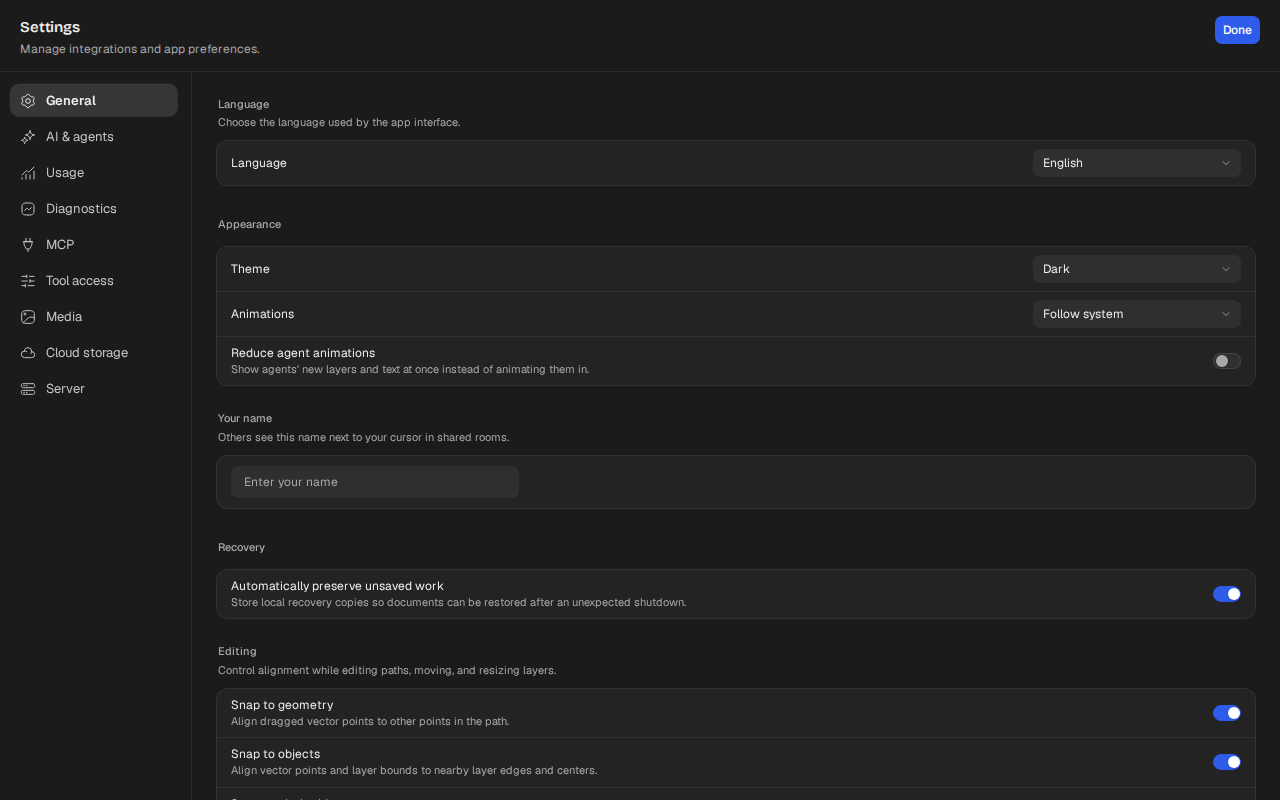 Settings
Manage integrations and app preferences.
Done
General
AI & agents
Usage
Diagnostics
MCP
Tool access
Media
Cloud storage
Server
Language
Choose the language used by the app interface.
Language
English
Appearance
Theme
Dark
Animations
Follow system
Reduce agent animations
Show agents' new layers and text at once instead of animating them in.
Your name
Others see this name next to your cursor in shared rooms.
Enter your name
Recovery
Automatically preserve unsaved work
Store local recovery copies so documents can be restored after an unexpected shutdown.
Editing
Control alignment while editing paths, moving, and resizing layers.
Snap to geometry
Align dragged vector points to other points in the path.
Snap to objects
Align vector points and layer bounds to nearby layer edges and centers.